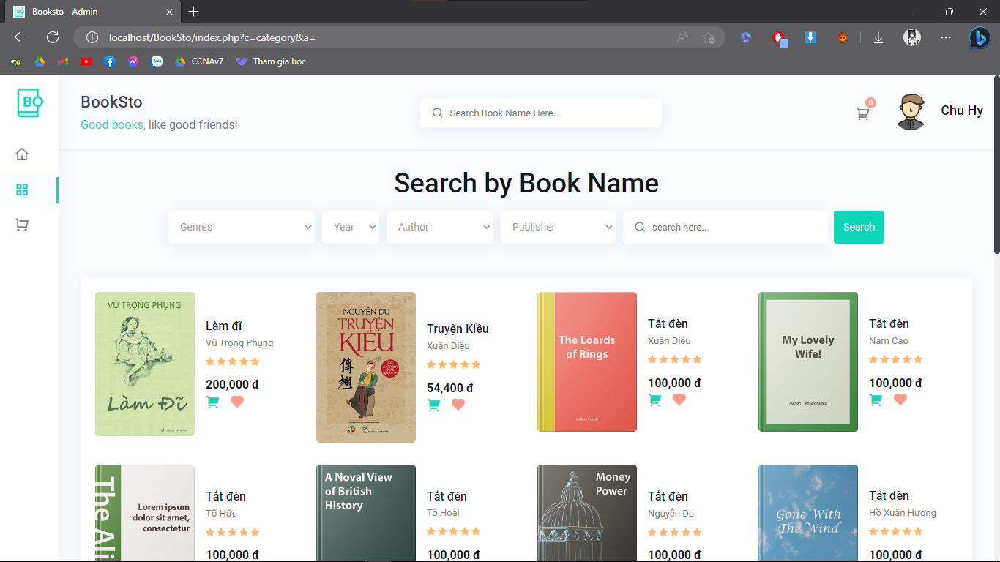 Booksto - Admin
localhost/BookSto/index.php?c=category&a=
CCNAv7
Tham gia học
BO
BookSto
Good books, like good friends!
Search Book Name Here...
0
Chu Hy
Search by Book Name
Genres
Year
Author
Publisher
search here...
Search
VŨ TRỌNG PHỤNG
Làm Đĩ
Làm đĩ
Vũ Trọng Phụng
200,000 đ
NGUYỄN DU
TRUYỆN
KIỀU
傳
翹
Truyện Kiều
Xuân Diệu
54,400 đ
The Loards
of Rings
Tắt đèn
Xuân Diệu
100,000 đ
My Lovely
Wife!
Tắt đèn
Nam Cao
100,000 đ
The Ali
Lorem ipsum
dolor sit amet,
consectetur
Tắt đèn
Tố Hữu
100,000 đ
A Noval View
of British
History
Tắt đèn
Tô Hoài
100,000 đ
Money
Power
Tắt đèn
Nguyễn Du
100,000 đ
Gone With
The Wind
Tắt đèn
Hồ Xuân Hương
100,000 đ